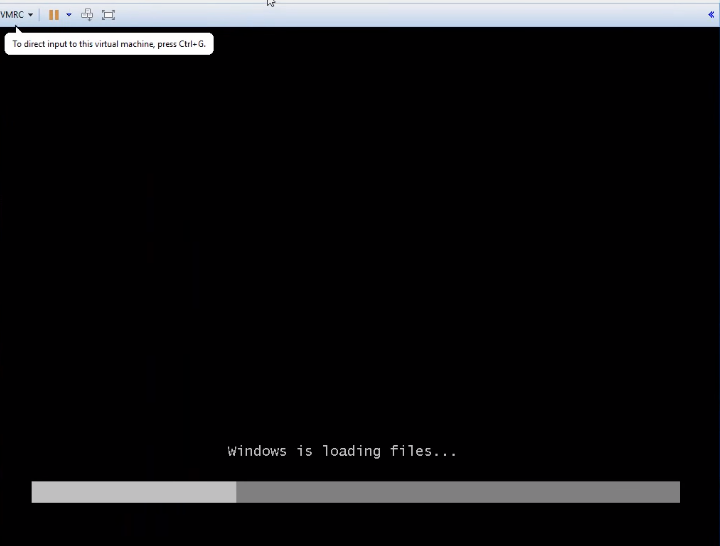 VMRC
To direct input to this virtual machine, press Ctrl+G.
Windows is loading files...